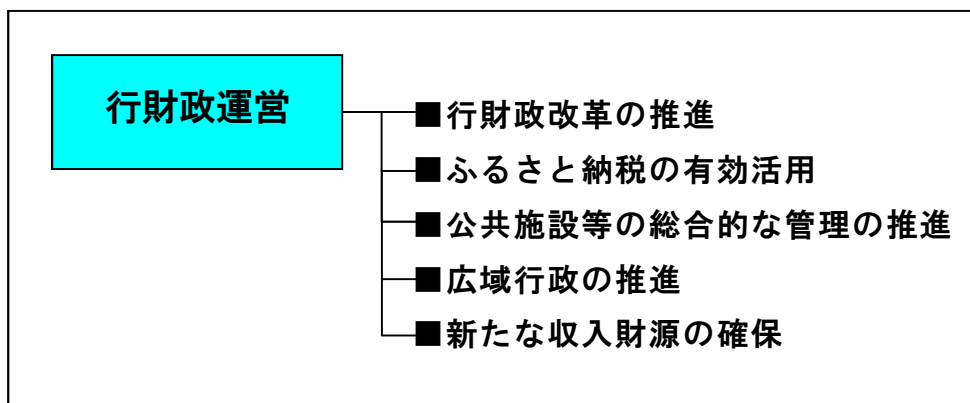 行財政運営
■行財政改革の推進
■ふるさと納税の有効活用
■公共施設等の総合的な管理の推進
■広域行政の推進
■新たな収入財源の確保